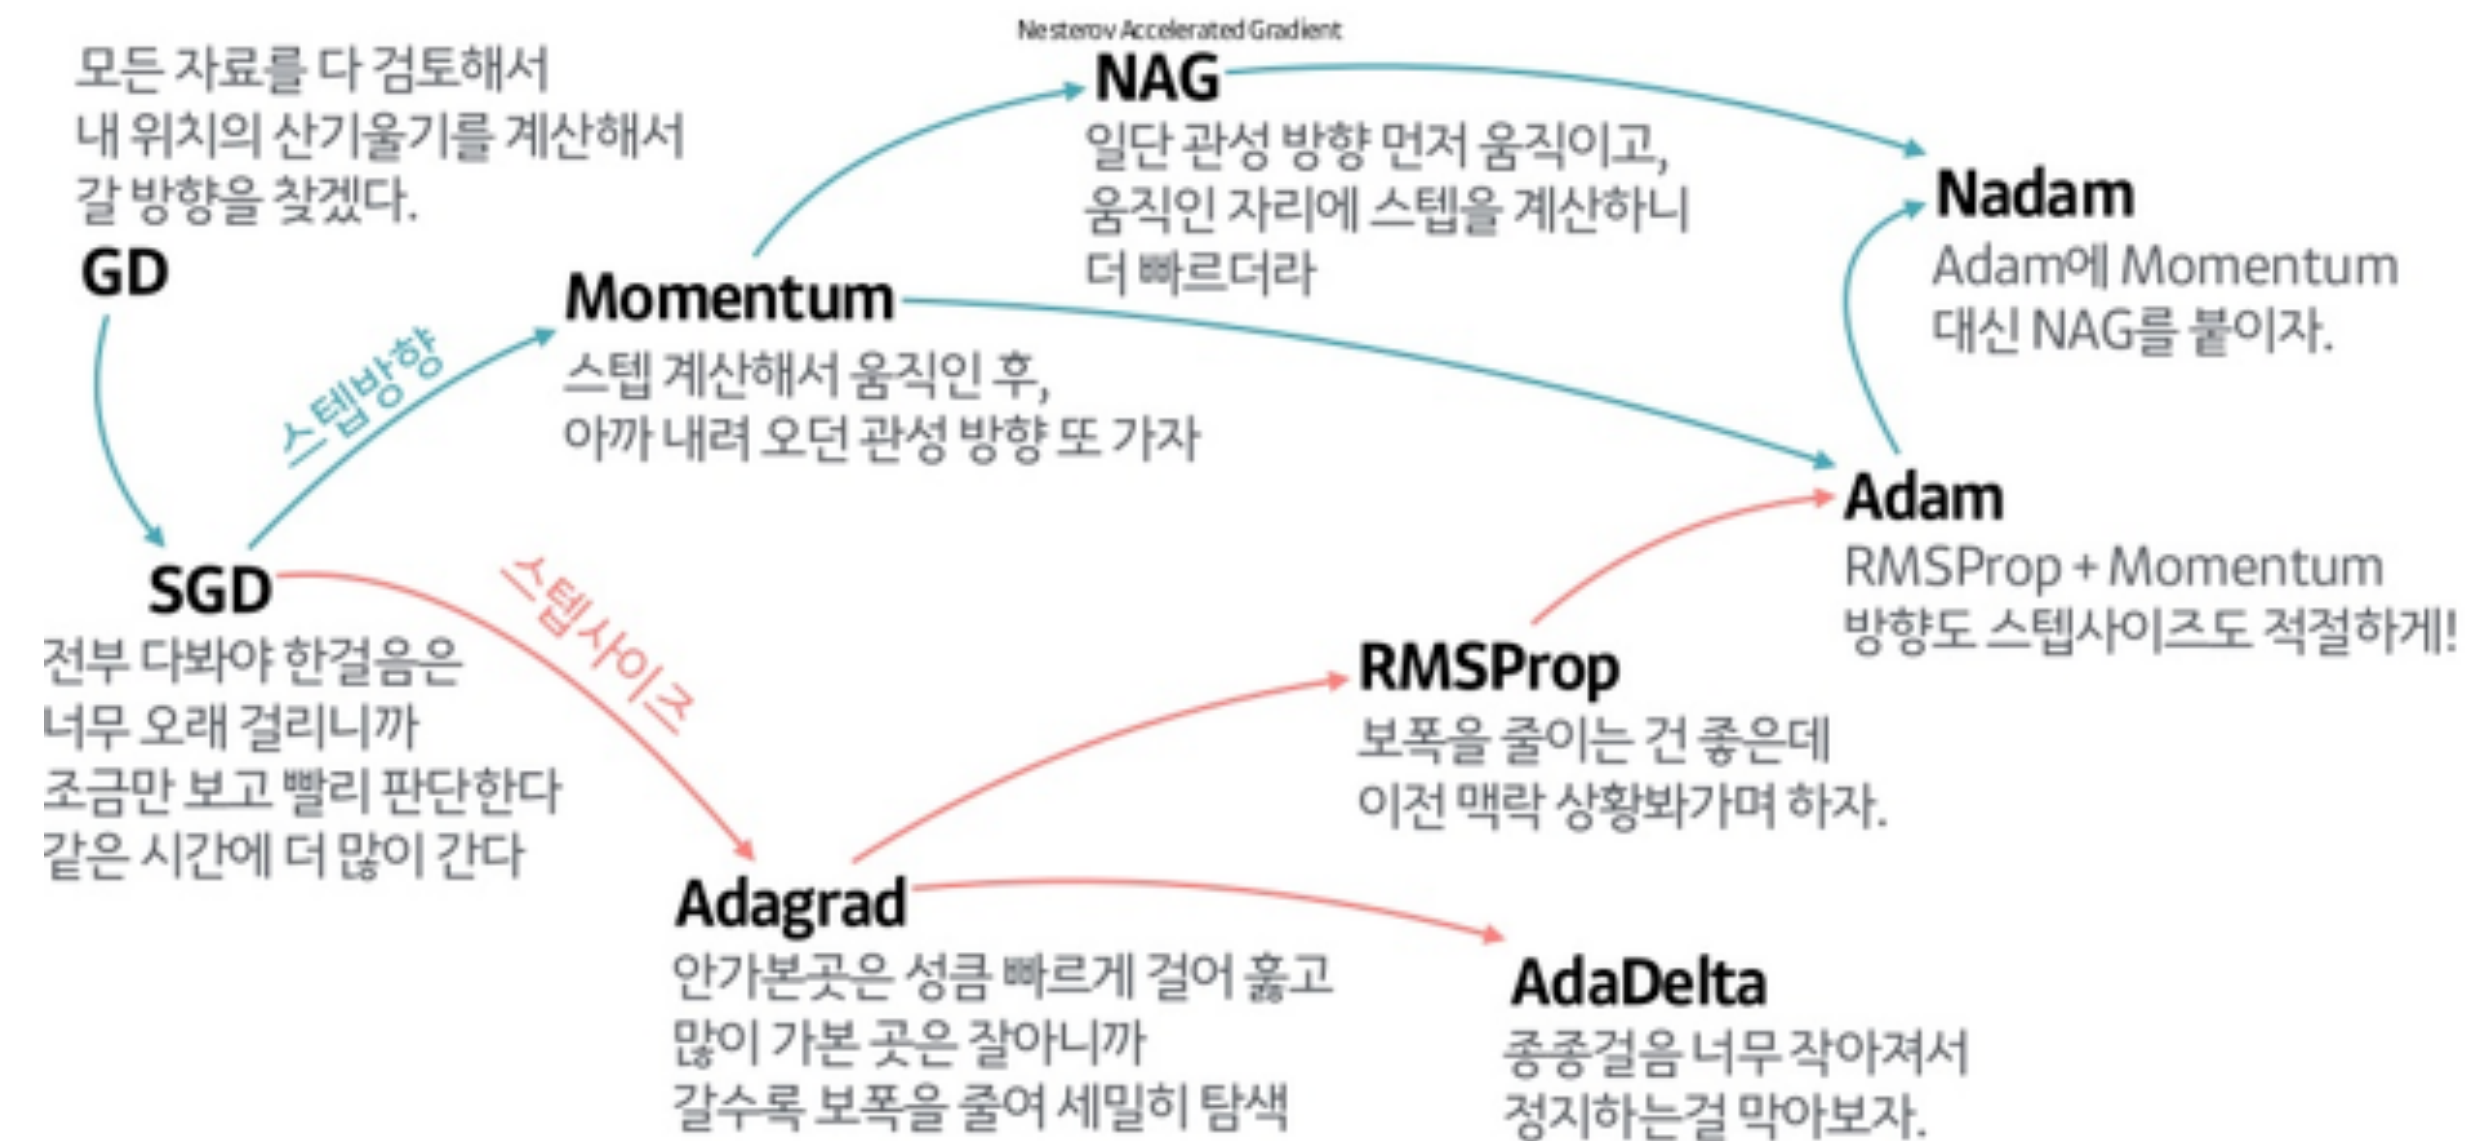 모든 자료를 다 검토해서
내 위치의 산기울기를 계산해서
갈 방향을 찾겠다.
GD
스텝방향
Momentum
스텝 계산해서 움직인 후,
아까 내려 오던 관성 방향 또 가자
Nesterov Accelerated Gradient
NAG
일단 관성 방향 먼저 움직이고,
움직인 자리에 스텝을 계산하니
더 빠르더라
Nadam
Adam에 Momentum
대신 NAG를 붙이자.
Adam
RMSProp + Momentum
방향도 스텝사이즈도 적절하게!
SGD
전부 다봐야 한걸음은
너무 오래 걸리니까
조금만 보고 빨리 판단한다
같은 시간에 더 많이 간다
스텝사이즈
RMSProp
보폭을 줄이는 건 좋은데
이전 맥락 상황봐가며 하자.
Adagrad
안가본곳은 성큼 빠르게 걸어 훓고
많이 가본 곳은 잘아니까
갈수록 보폭을 줄여 세밀히 탐색
AdaDelta
종종걸음 너무 작아져서
정지하는걸 막아보자.